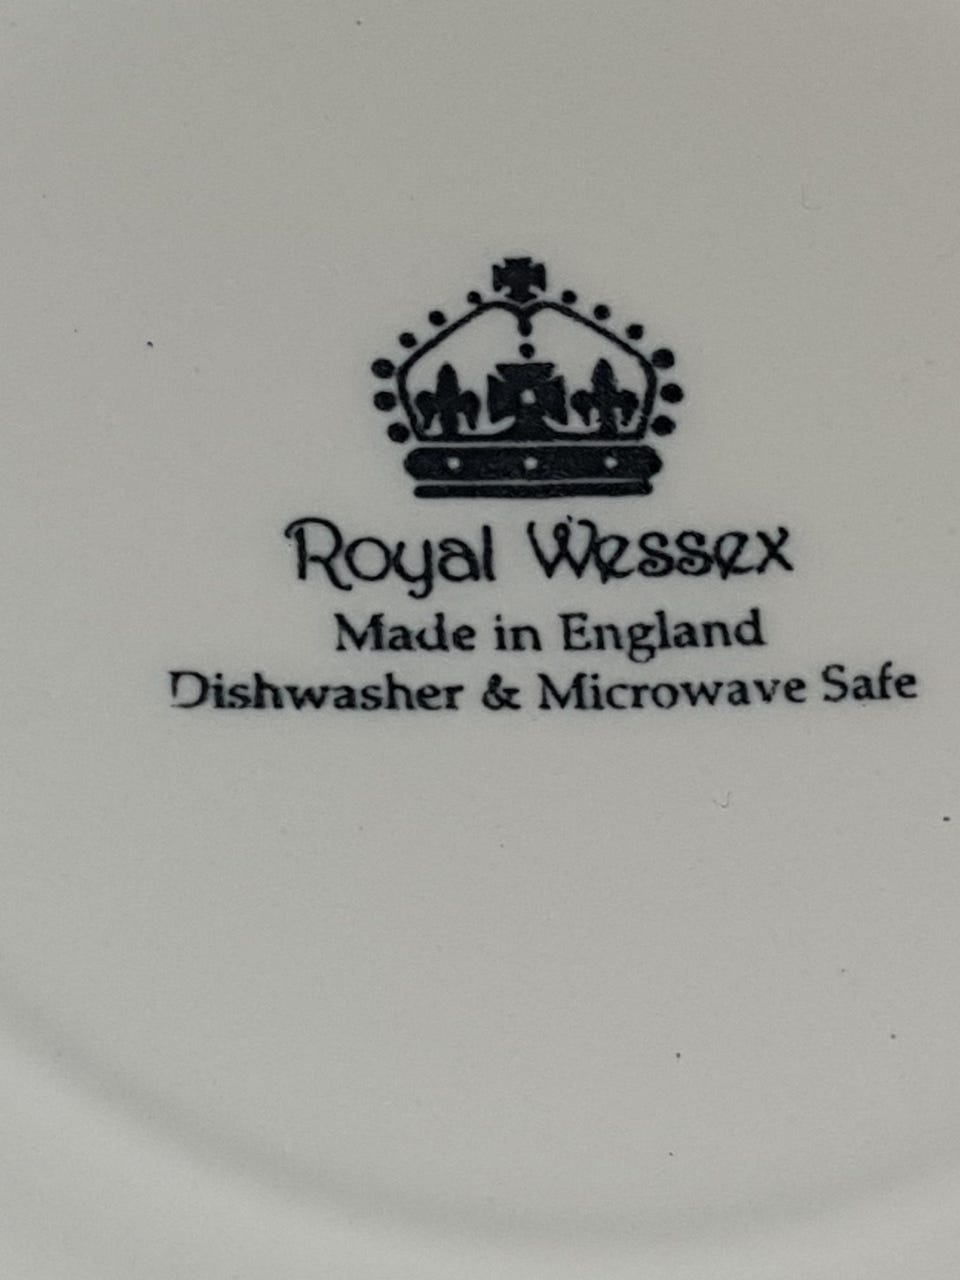 Royal Wessex
Made in England
Dishwasher & Microwave Safe